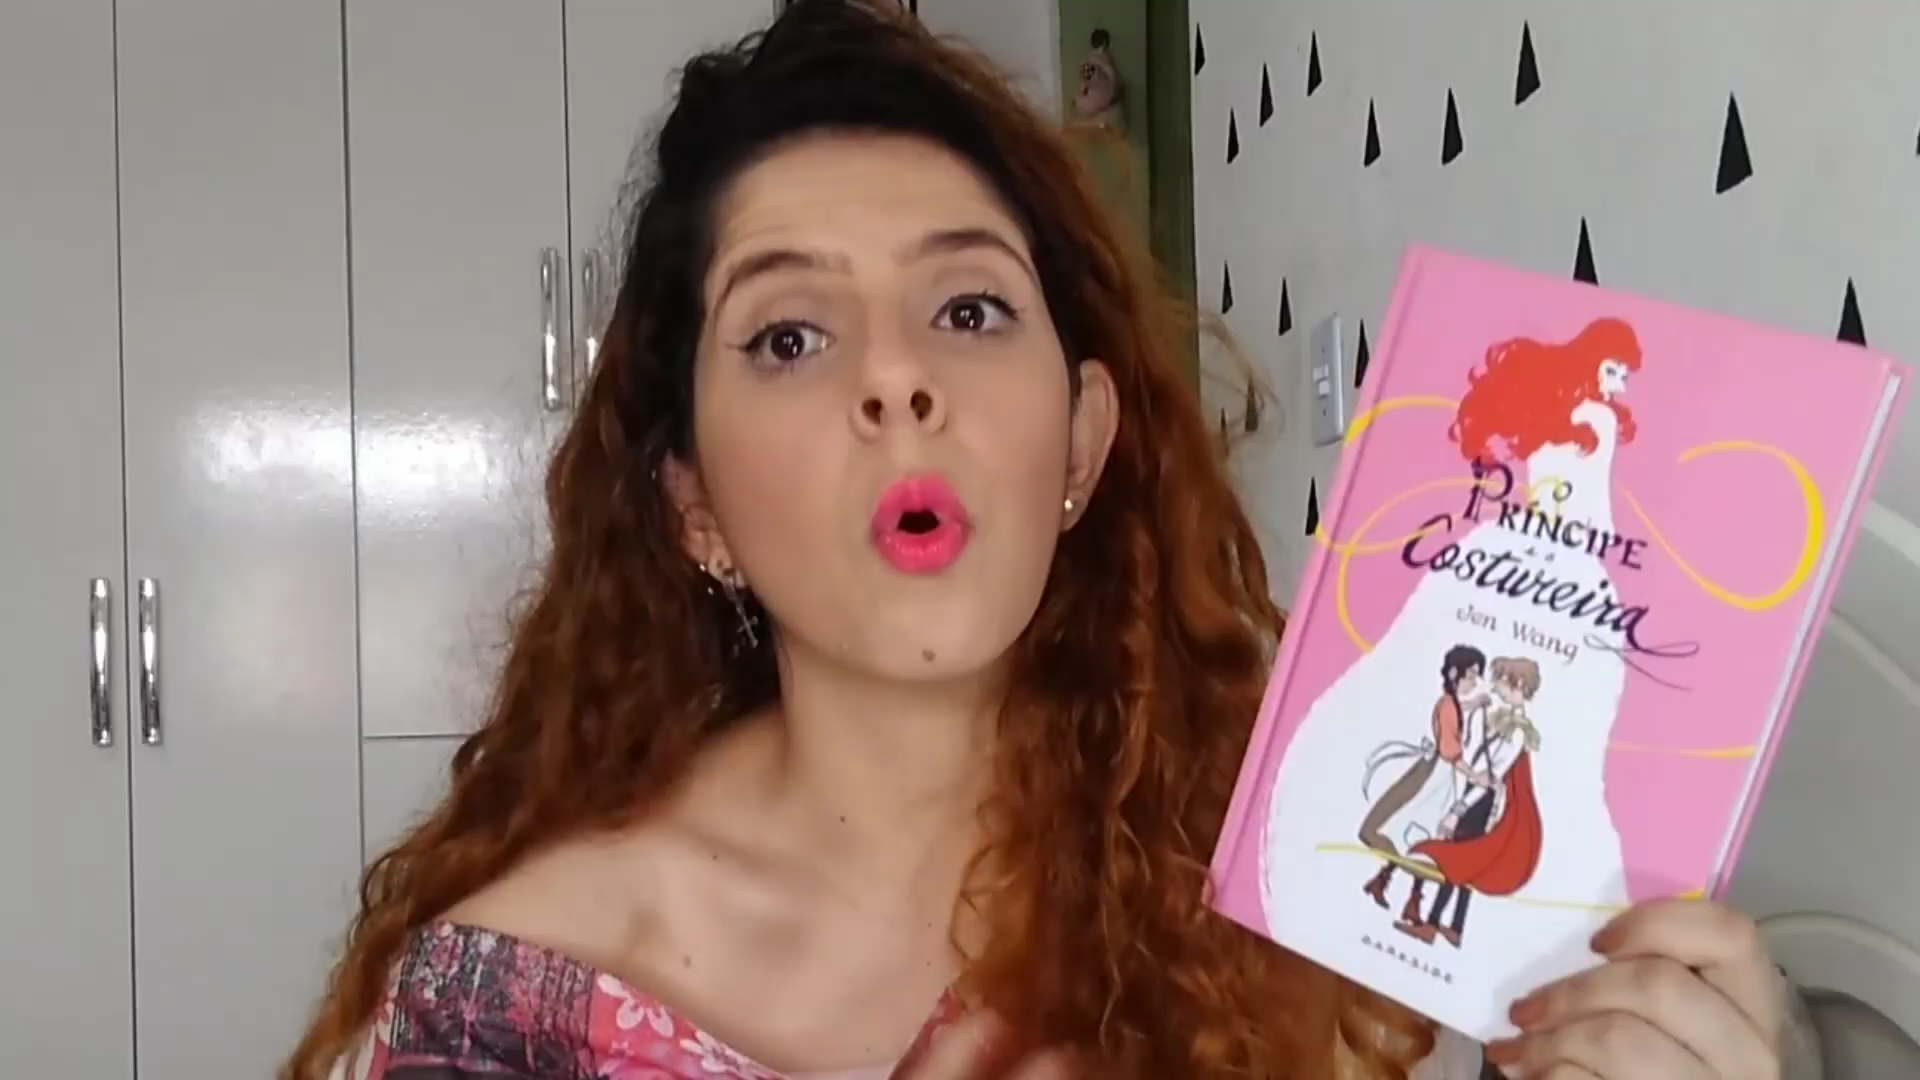 O
PRÍNCIPE
e a
Costureira
Jen Wang
DARKSIDE